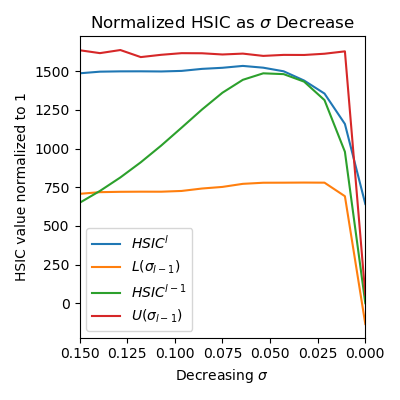 Normalized HSIC as σ Decrease
HSIC value normalized to 1
1500
1250
1000
750
500
250
0
HSIC^l
L(σ_{l−1})
HSIC^{l−1}
U(σ_{l−1})
0.150 0.125 0.100 0.075 0.050 0.025 0.000
Decreasing σ